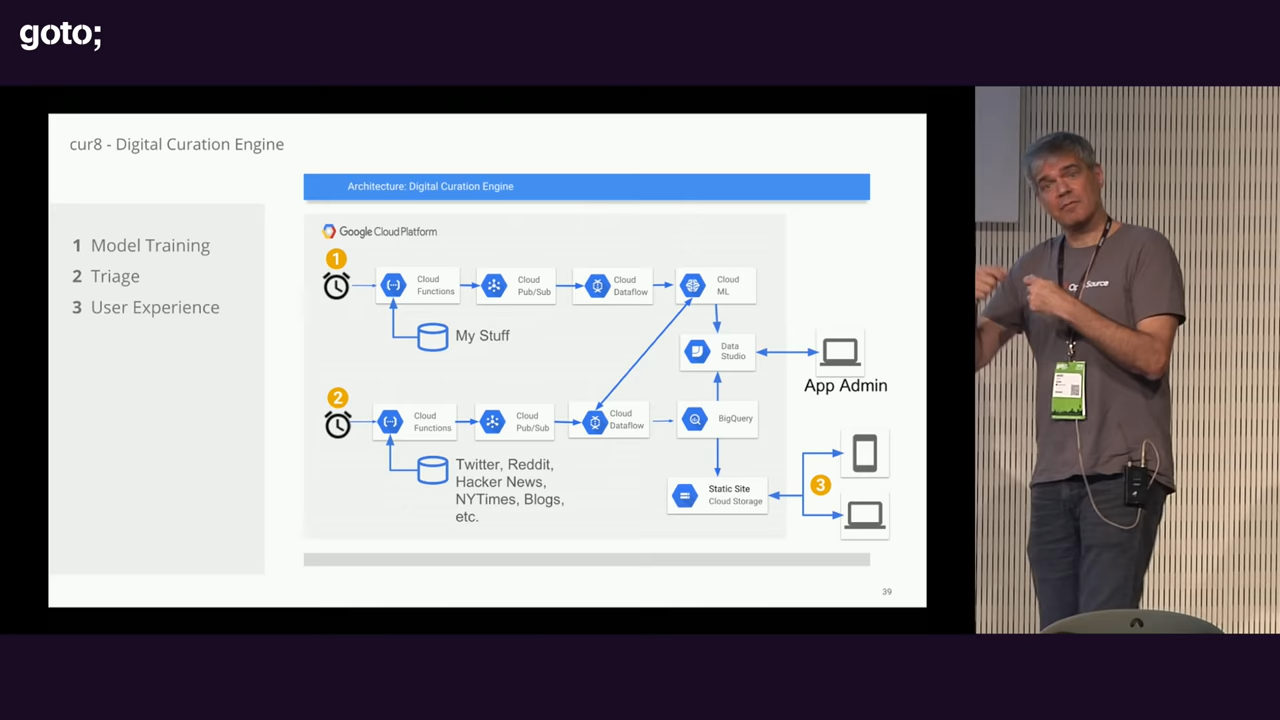 goto;
cur8 - Digital Curation Engine
Architecture: Digital Curation Engine
1 Model Training
2 Triage
3 User Experience
Google Cloud Platform
1
Cloud
Functions
Cloud
Pub/Sub
Cloud
Dataflow
Cloud
ML
My Stuff
Data
Studio
App Admin
2
Cloud
Functions
Cloud
Pub/Sub
Cloud
Dataflow
BigQuery
Twitter, Reddit,
Hacker News,
NYTimes, Blogs,
etc.
Static Site
Cloud Storage
3
39